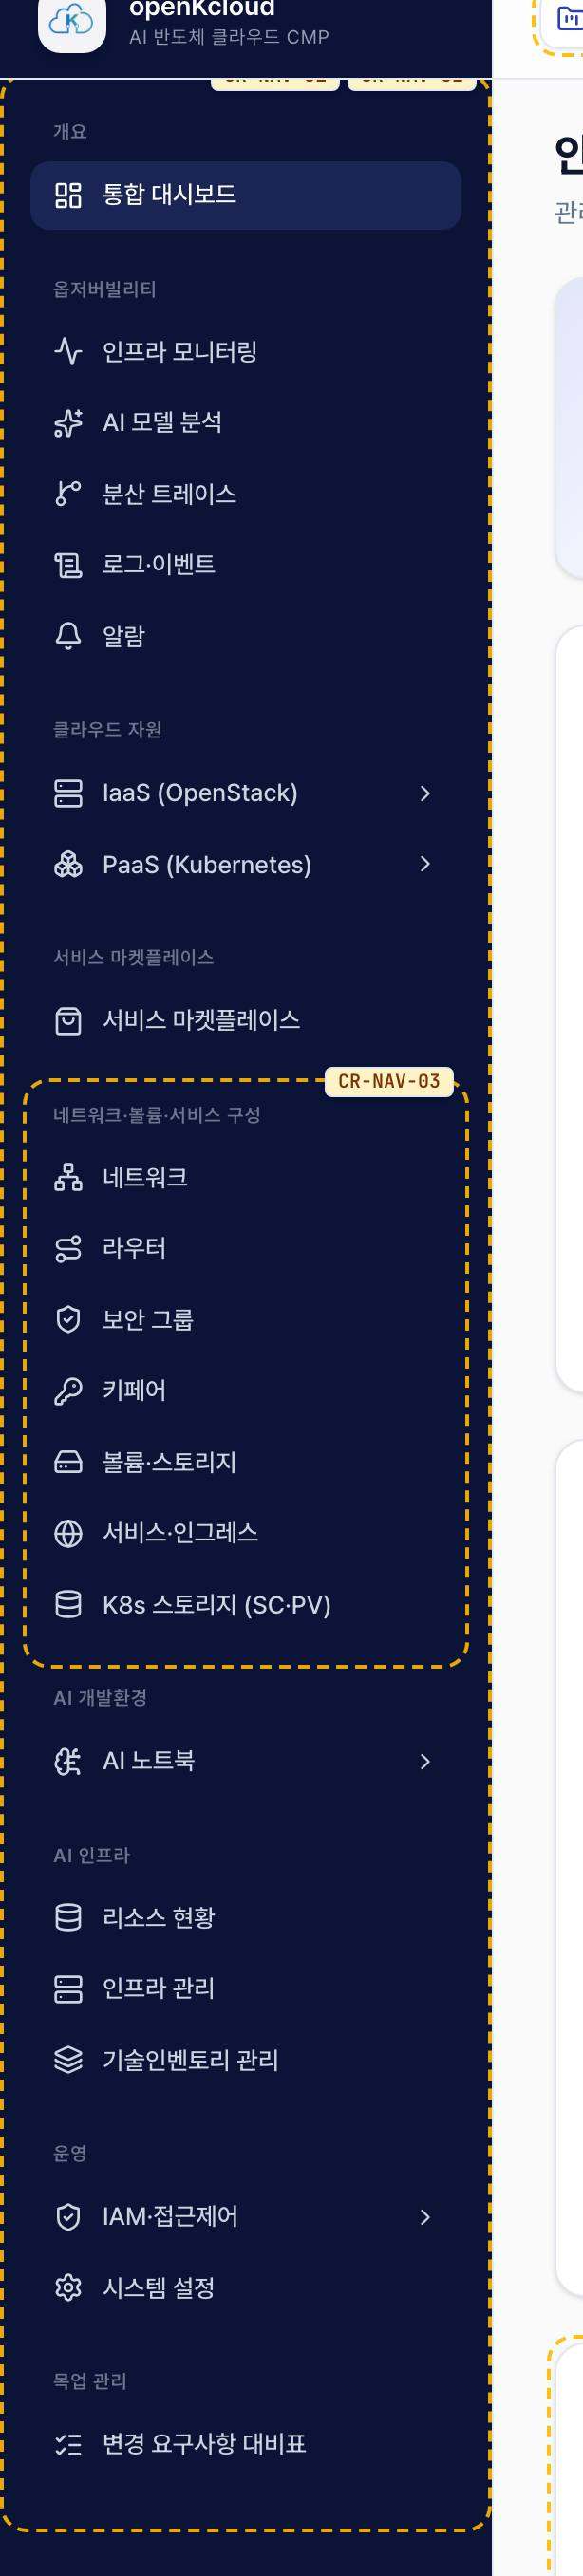 openKcloud
AI 반도체 클라우드 CMP
개요
통합 대시보드
옵저버빌리티
인프라 모니터링
AI 모델 분석
분산 트레이스
로그·이벤트
알람
클라우드 자원
IaaS (OpenStack)
PaaS (Kubernetes)
서비스 마켓플레이스
서비스 마켓플레이스
CR-NAV-03
네트워크·볼륨·서비스 구성
네트워크
라우터
보안 그룹
키페어
볼륨·스토리지
서비스·인그레스
K8s 스토리지 (SC·PV)
AI 개발환경
AI 노트북
AI 인프라
리소스 현황
인프라 관리
기술인벤토리 관리
운영
IAM·접근제어
시스템 설정
목업 관리
변경 요구사항 대비표